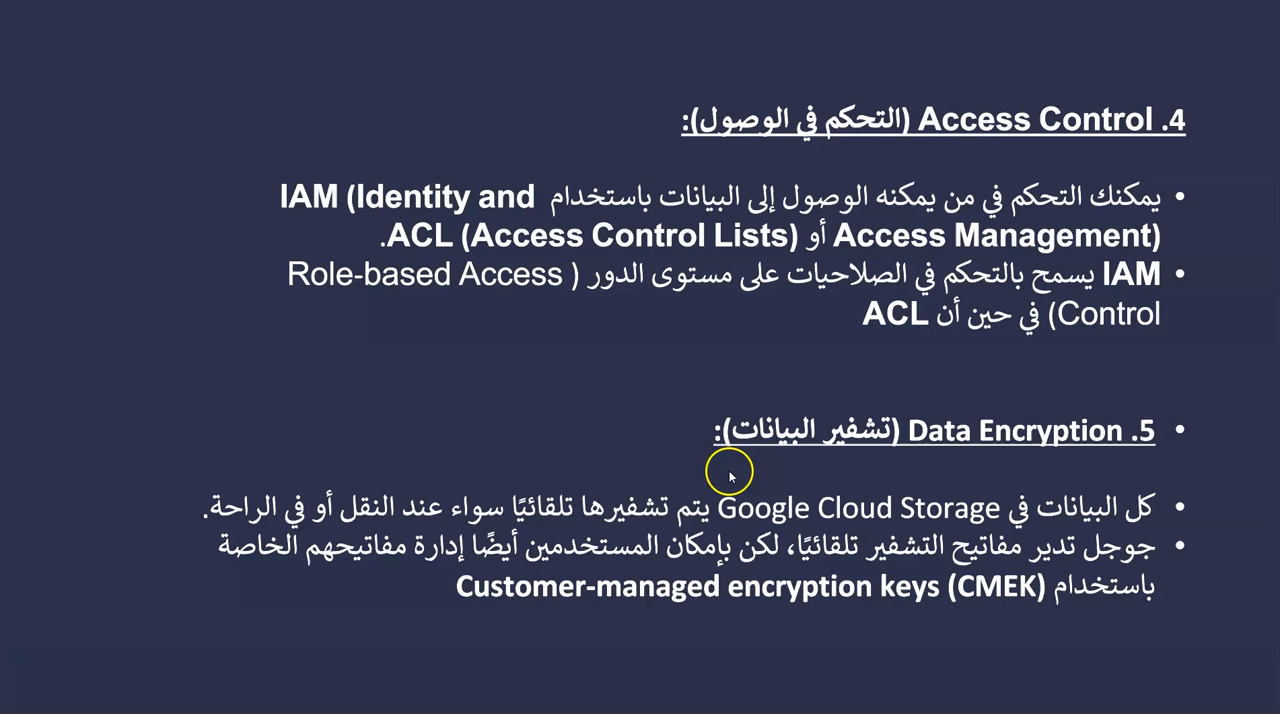 4. Access Control (التحكم في الوصول):
• يمكنك التحكم في من يمكنه الوصول إلى البيانات باستخدام IAM (Identity and
Access Management) أو ACL (Access Control Lists).
• IAM يسمح بالتحكم في الصلاحيات على مستوى الدور (Role-based Access
Control) في حين أن ACL
• 5. Data Encryption (تشفير البيانات):
• كل البيانات في Google Cloud Storage يتم تشفيرها تلقائيًا سواء عند النقل أو في الراحة.
• جوجل تدير مفاتيح التشفير تلقائيًا، لكن بإمكان المستخدمين أيضًا إدارة مفاتيحهم الخاصة
باستخدام Customer-managed encryption keys (CMEK)